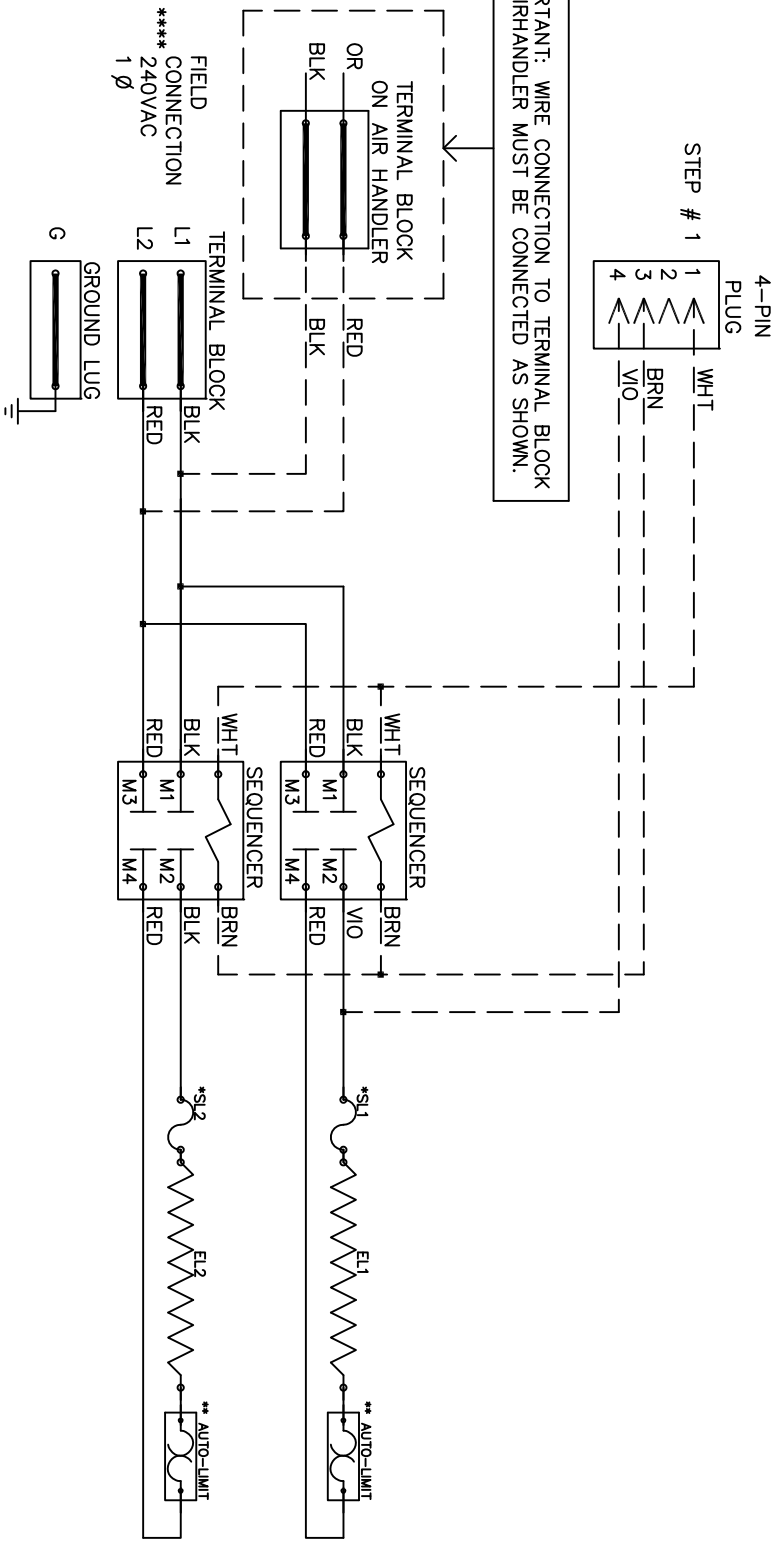 4-PIN
PLUG
STEP # 1
1
2
3
4
WHT
BRN
VIO
RTANT: WIRE CONNECTION TO TERMINAL BLOCK
IRHANDLER MUST BE CONNECTED AS SHOWN.
TERMINAL BLOCK
ON AIR HANDLER
OR
BLK
RED
BLK
FIELD
CONNECTION
**** 240VAC
1 Ø
TERMINAL BLOCK
L1
L2
BLK
RED
GROUND LUG
G
SEQUENCER
WHT
BRN
BLK
M1
M2
VIO
RED
M3
M4
RED
SEQUENCER
WHT
BRN
BLK
M1
M2
BLK
RED
M3
M4
RED
*SL1
EL1
** AUTO-LIMIT
*SL2
EL2
** AUTO-LIMIT